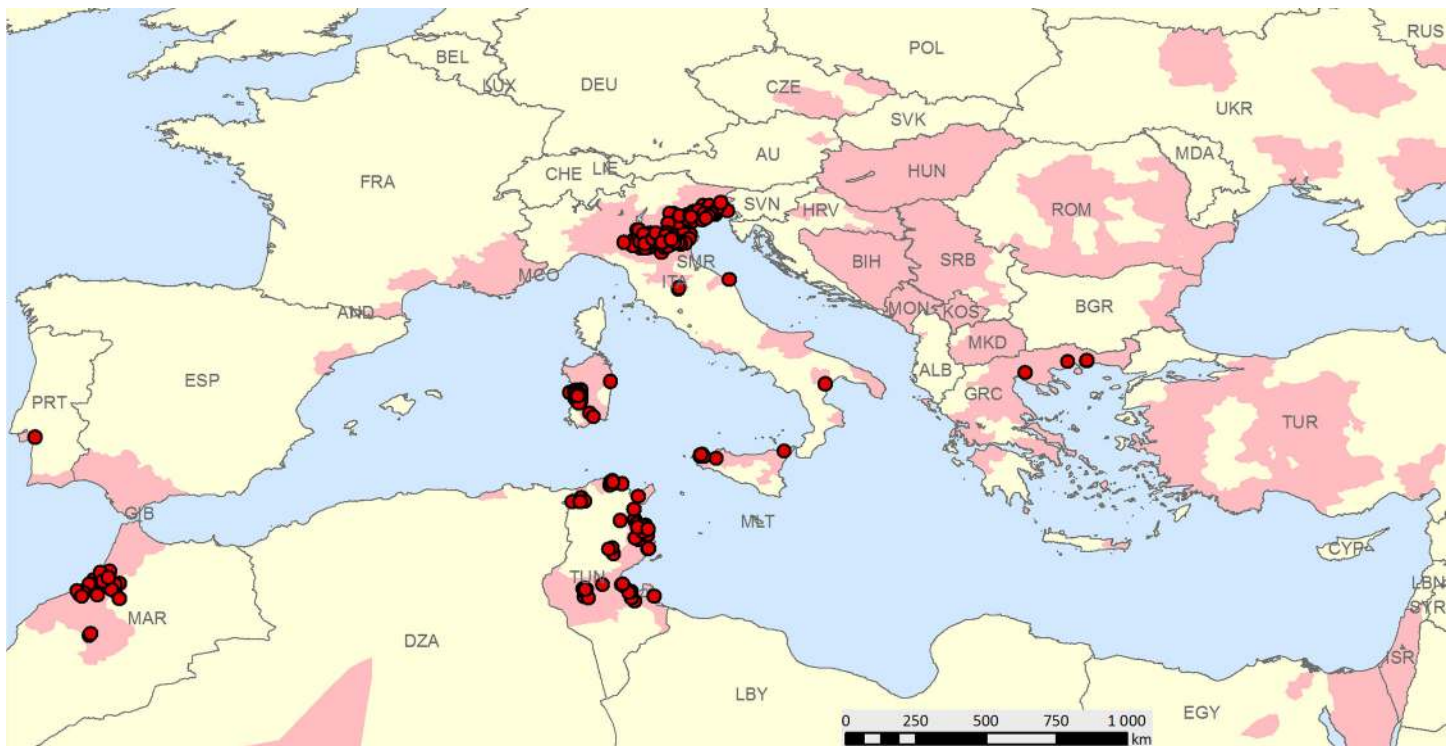 RUS
POL
BEL
DEU
LUX
CZE
UKR
SVK
AU
MDA
LIE
CHE
HUN
FRA
SVN
HRV
ROM
SMR
BIH
SRB
MCO
ITA
MON
KOS
BGR
AND
MKD
ALB
ESP
GRC
PRT
TUR
GIB
MLT
CYP
TUN
LBN
SYR
MAR
DZA
ISR
LBY
EGY
0 250 500 750 1 000
km